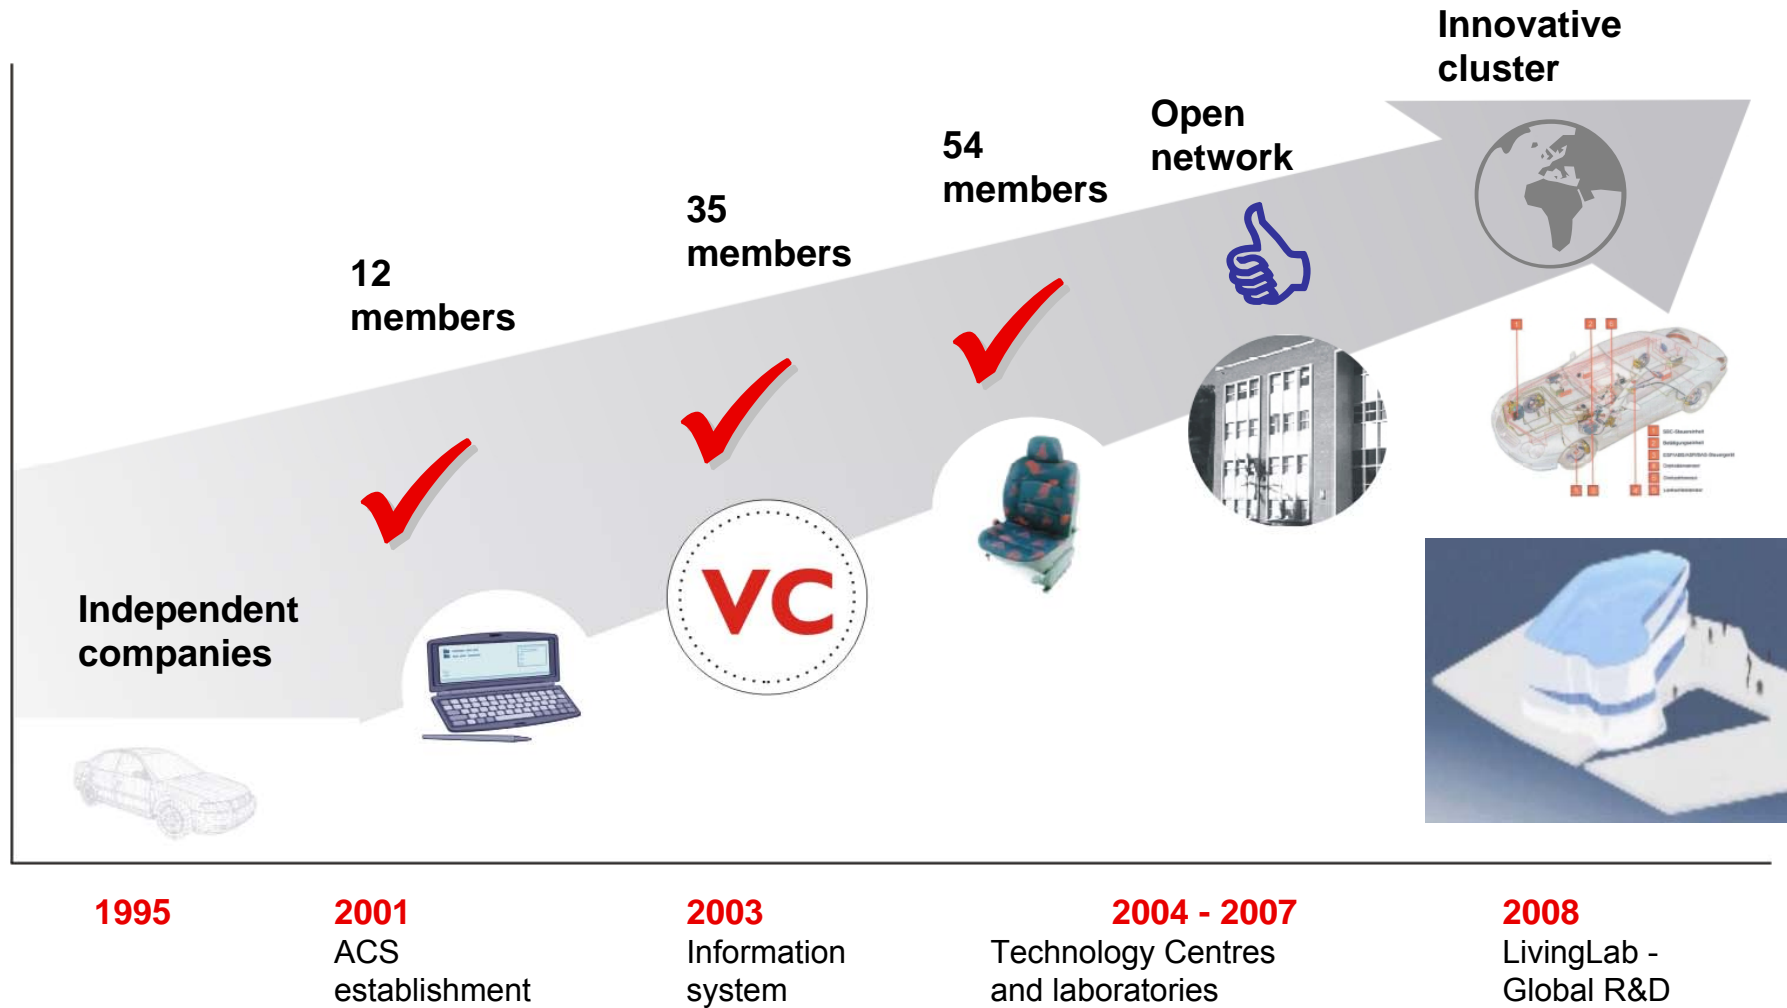 Innovative
cluster
Open
network
54
members
35
members
12
members
Independent
companies
VC
1995
2001
ACS
establishment
2003
Information
system
2004 - 2007
Technology Centres
and laboratories
2008
LivingLab -
Global R&D